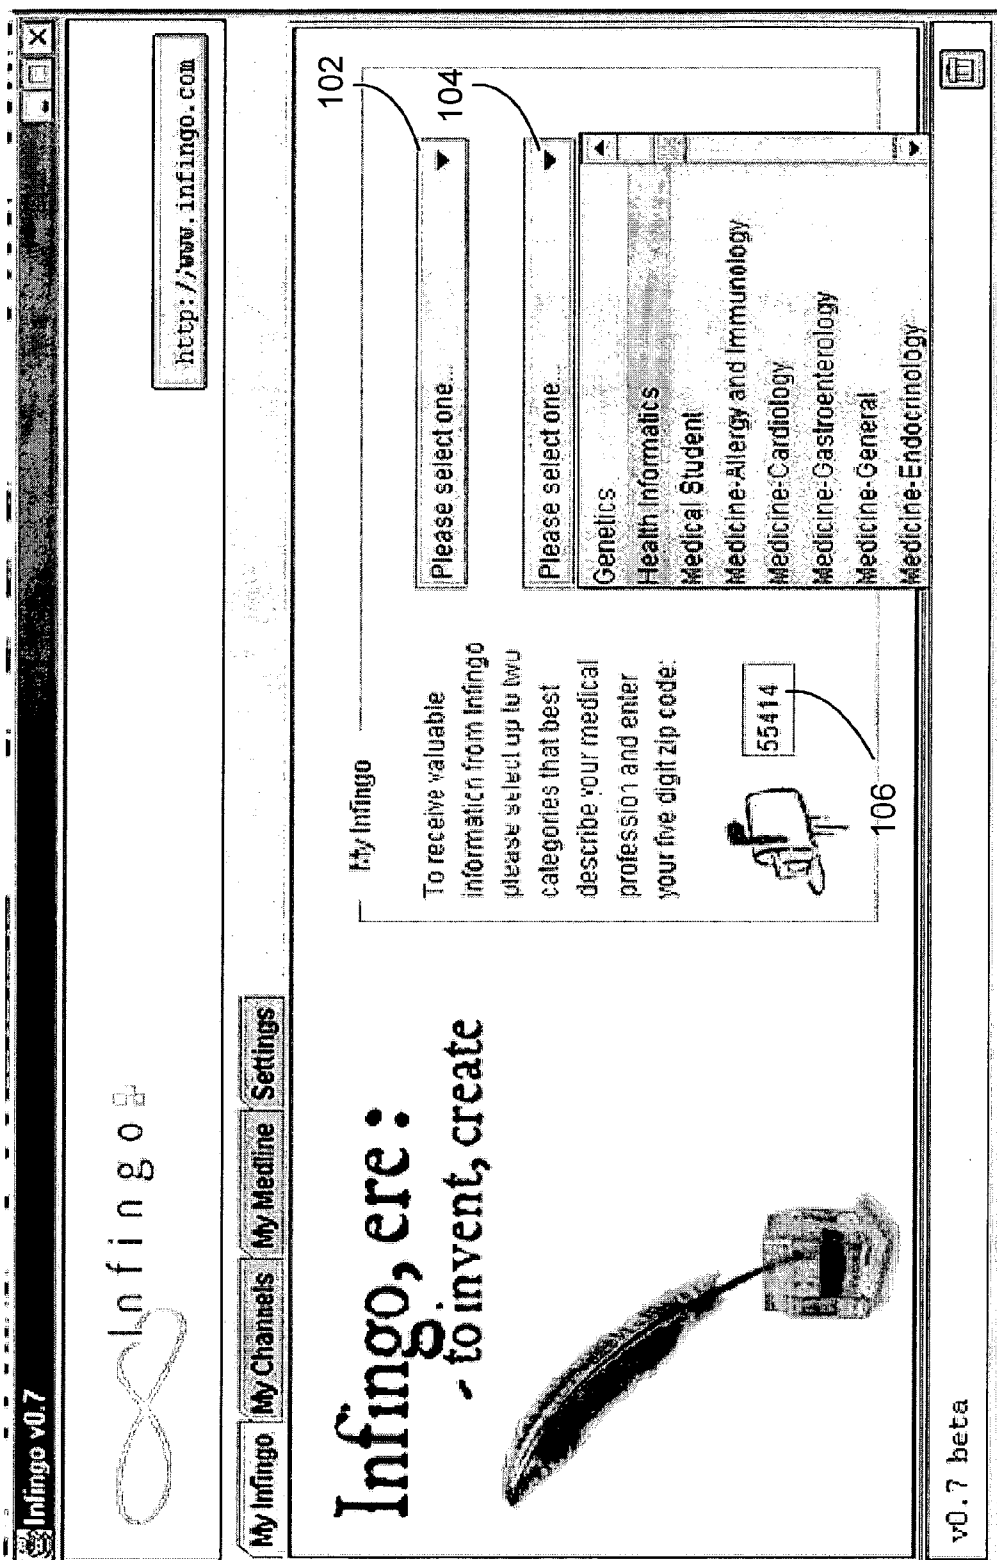 Infingo v0.7
Infingo
http://www.infingo.com
My Infingo
My Channels
My Medline
Settings
Infingo, ere:
- to invent, create
My Infingo
To receive valuable
information from Infingo
please select up to two
categories that best
describe your medical
profession and enter
your five digit zip code:
55414
106
Please select one...
102
Please select one...
104
Genetics
Health Informatics
Medical Student
Medicine-Allergy and Immunology
Medicine-Cardiology
Medicine-Gastroenterology
Medicine-General
Medicine-Endocrinology
v0.7 beta